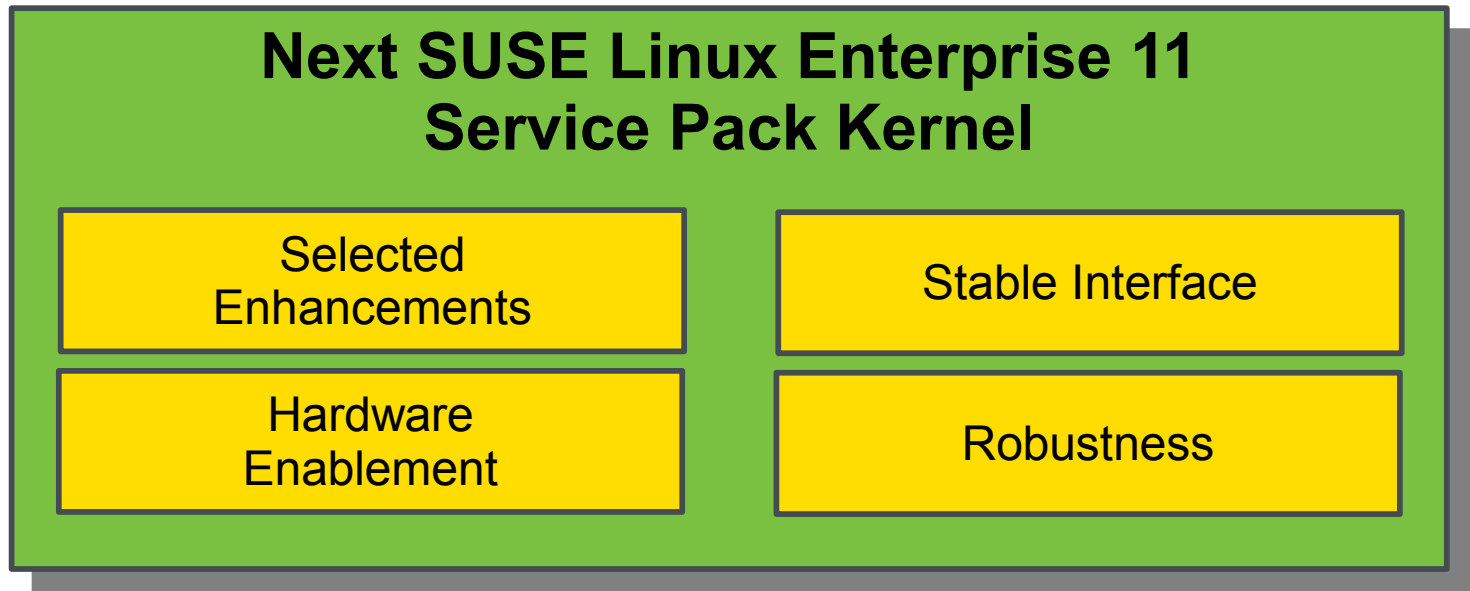 Next SUSE Linux Enterprise 11
Service Pack Kernel
Selected
Enhancements
Stable Interface
Hardware
Enablement
Robustness